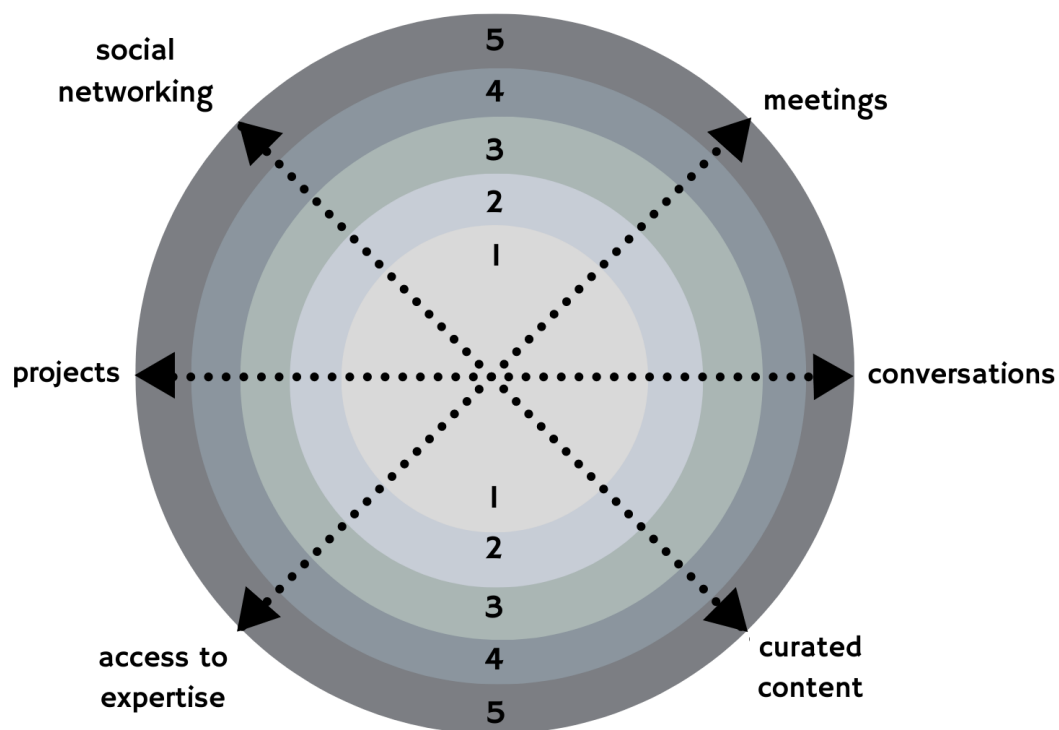 5
social
networking
4
meetings
3
2
1
projects
conversations
1
2
3
access to
expertise
curated
content
4
5